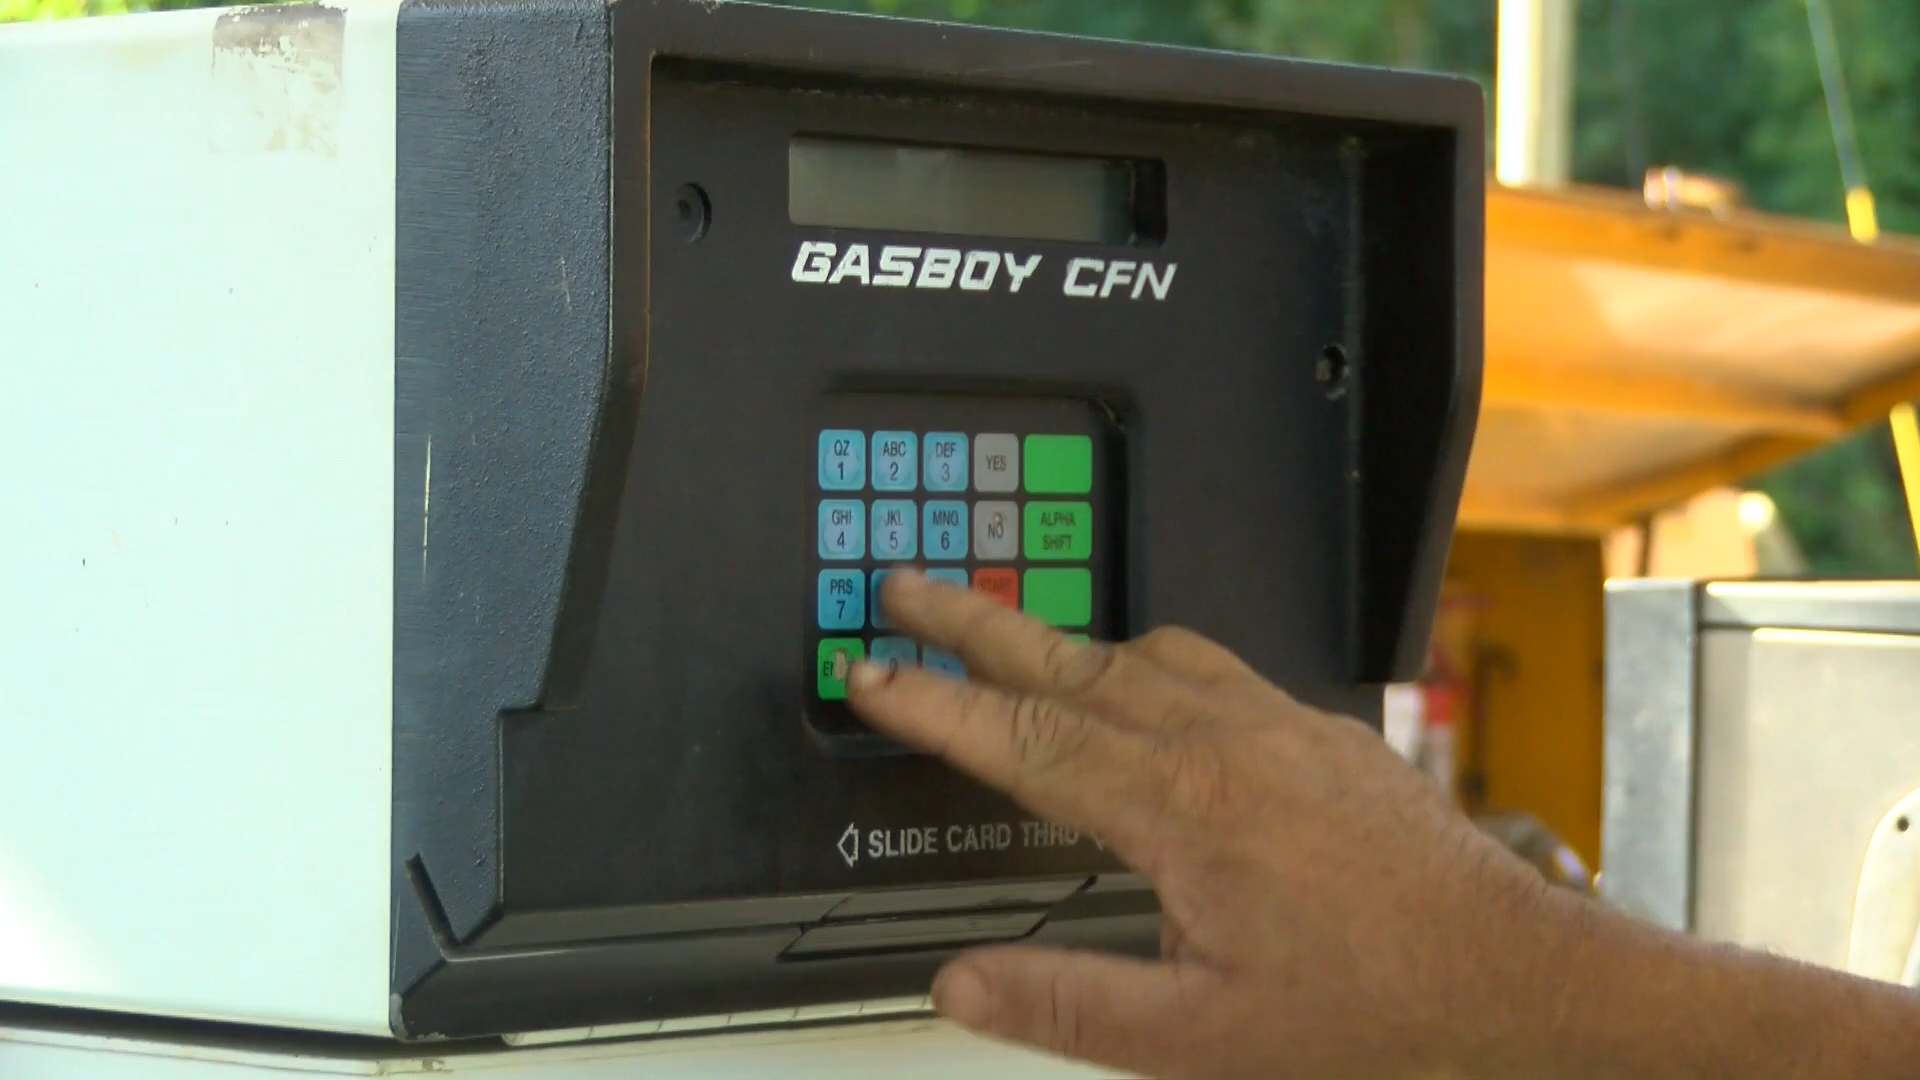 GASBOY CFN
QZ ABC DEF YES
1 2 3
GHI JKL MNO NO ALPHA
4 5 6 SHIFT
PRS
7
0
SLIDE CARD THRU